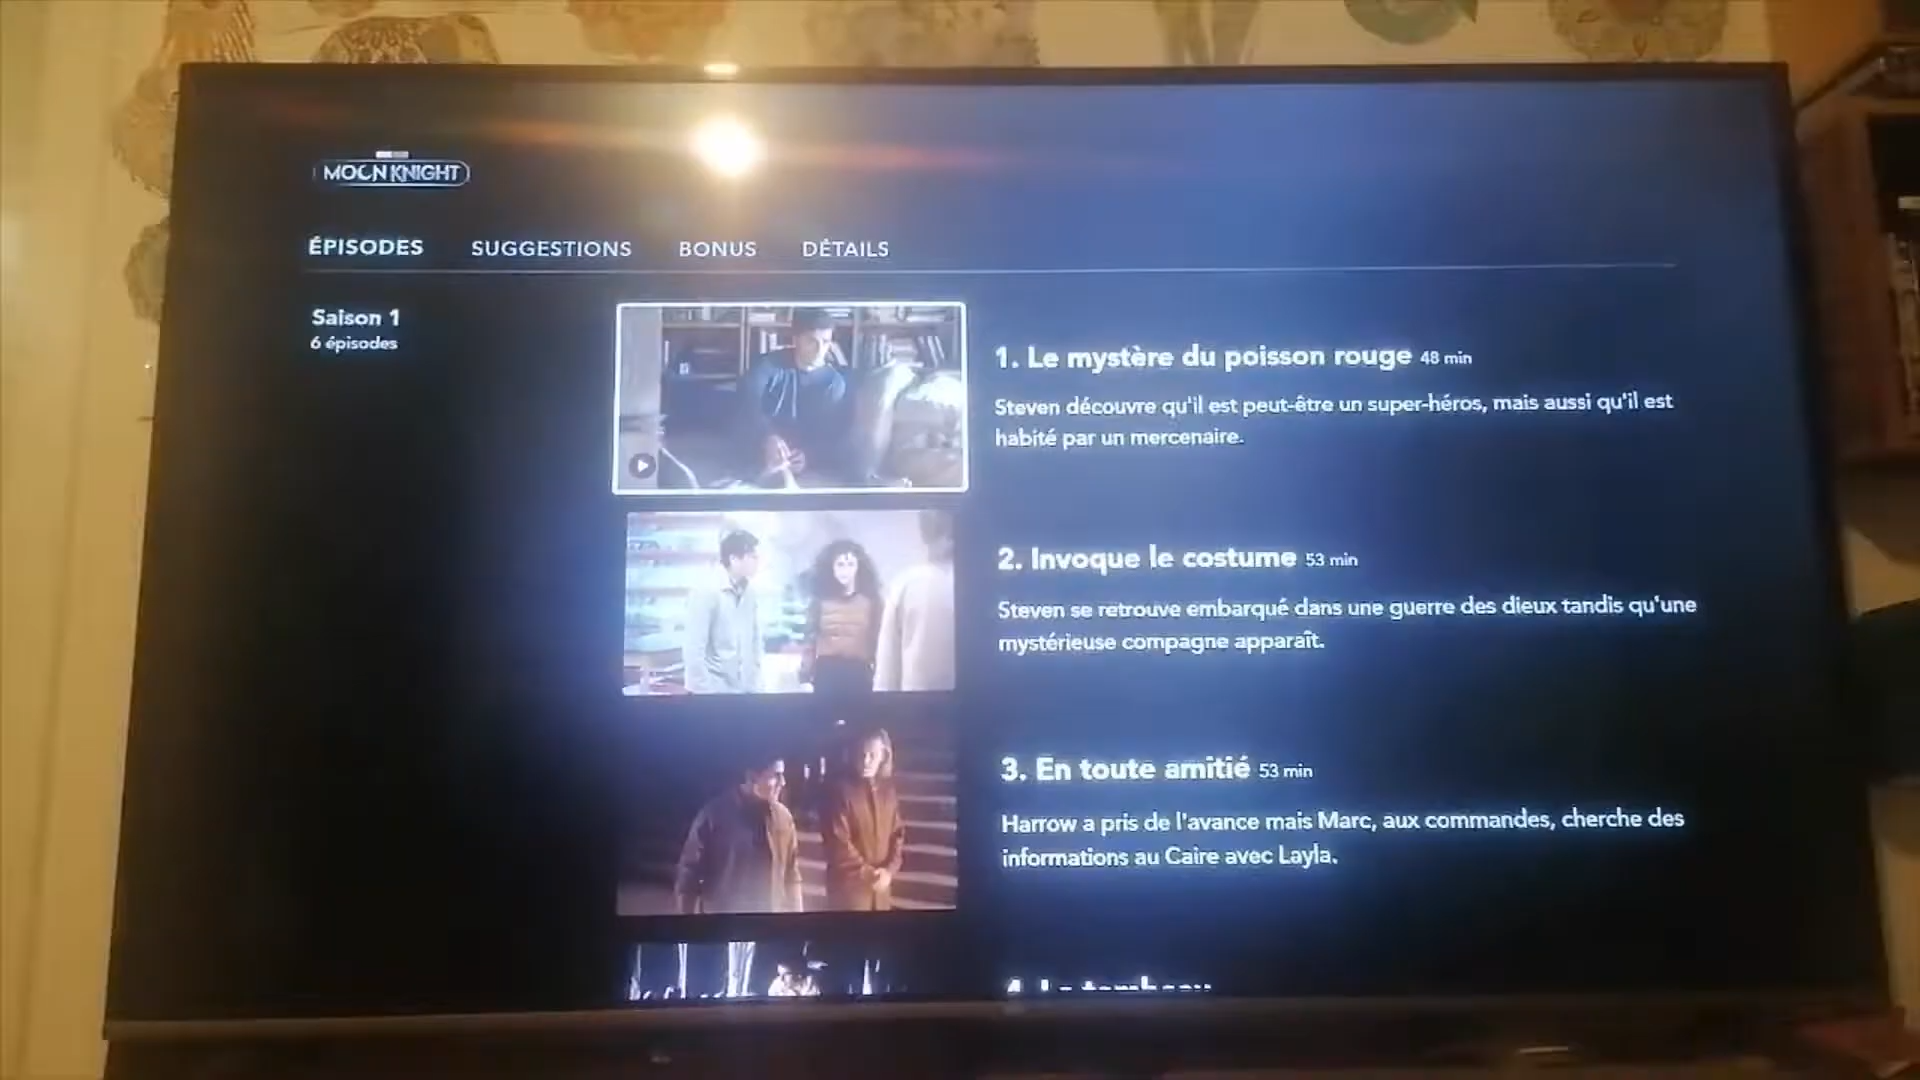 MOON KNIGHT
ÉPISODES SUGGESTIONS BONUS DÉTAILS
Saison 1
6 épisodes
1. Le mystère du poisson rouge 48 min
Steven découvre qu'il est peut-être un super-héros, mais aussi qu'il est
habité par un mercenaire.
2. Invoque le costume 53 min
Steven se retrouve embarqué dans une guerre des dieux tandis qu'une
mystérieuse compagne apparaît.
3. En toute amitié 53 min
Harrow a pris de l'avance mais Marc, aux commandes, cherche des
informations au Caire avec Layla.